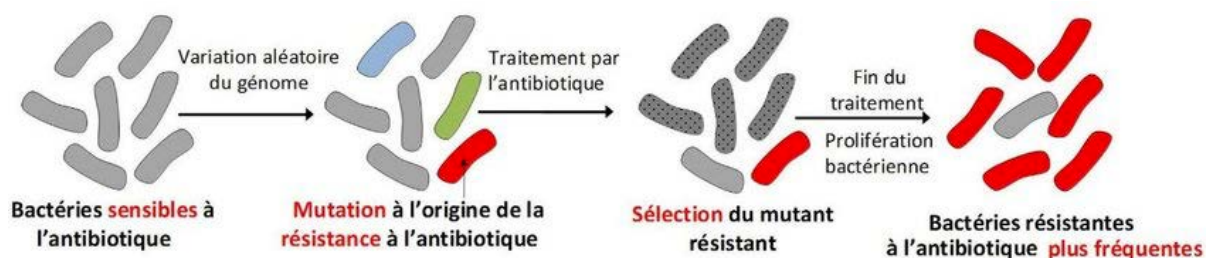 Variation aléatoire
du génome
Traitement par
l’antibiotique
Fin du
traitement
Prolifération
bactérienne
Bactéries sensibles à
l’antibiotique
Mutation à l’origine de la
résistance à l’antibiotique
Sélection du mutant
résistant
Bactéries résistantes
à l’antibiotique plus fréquentes